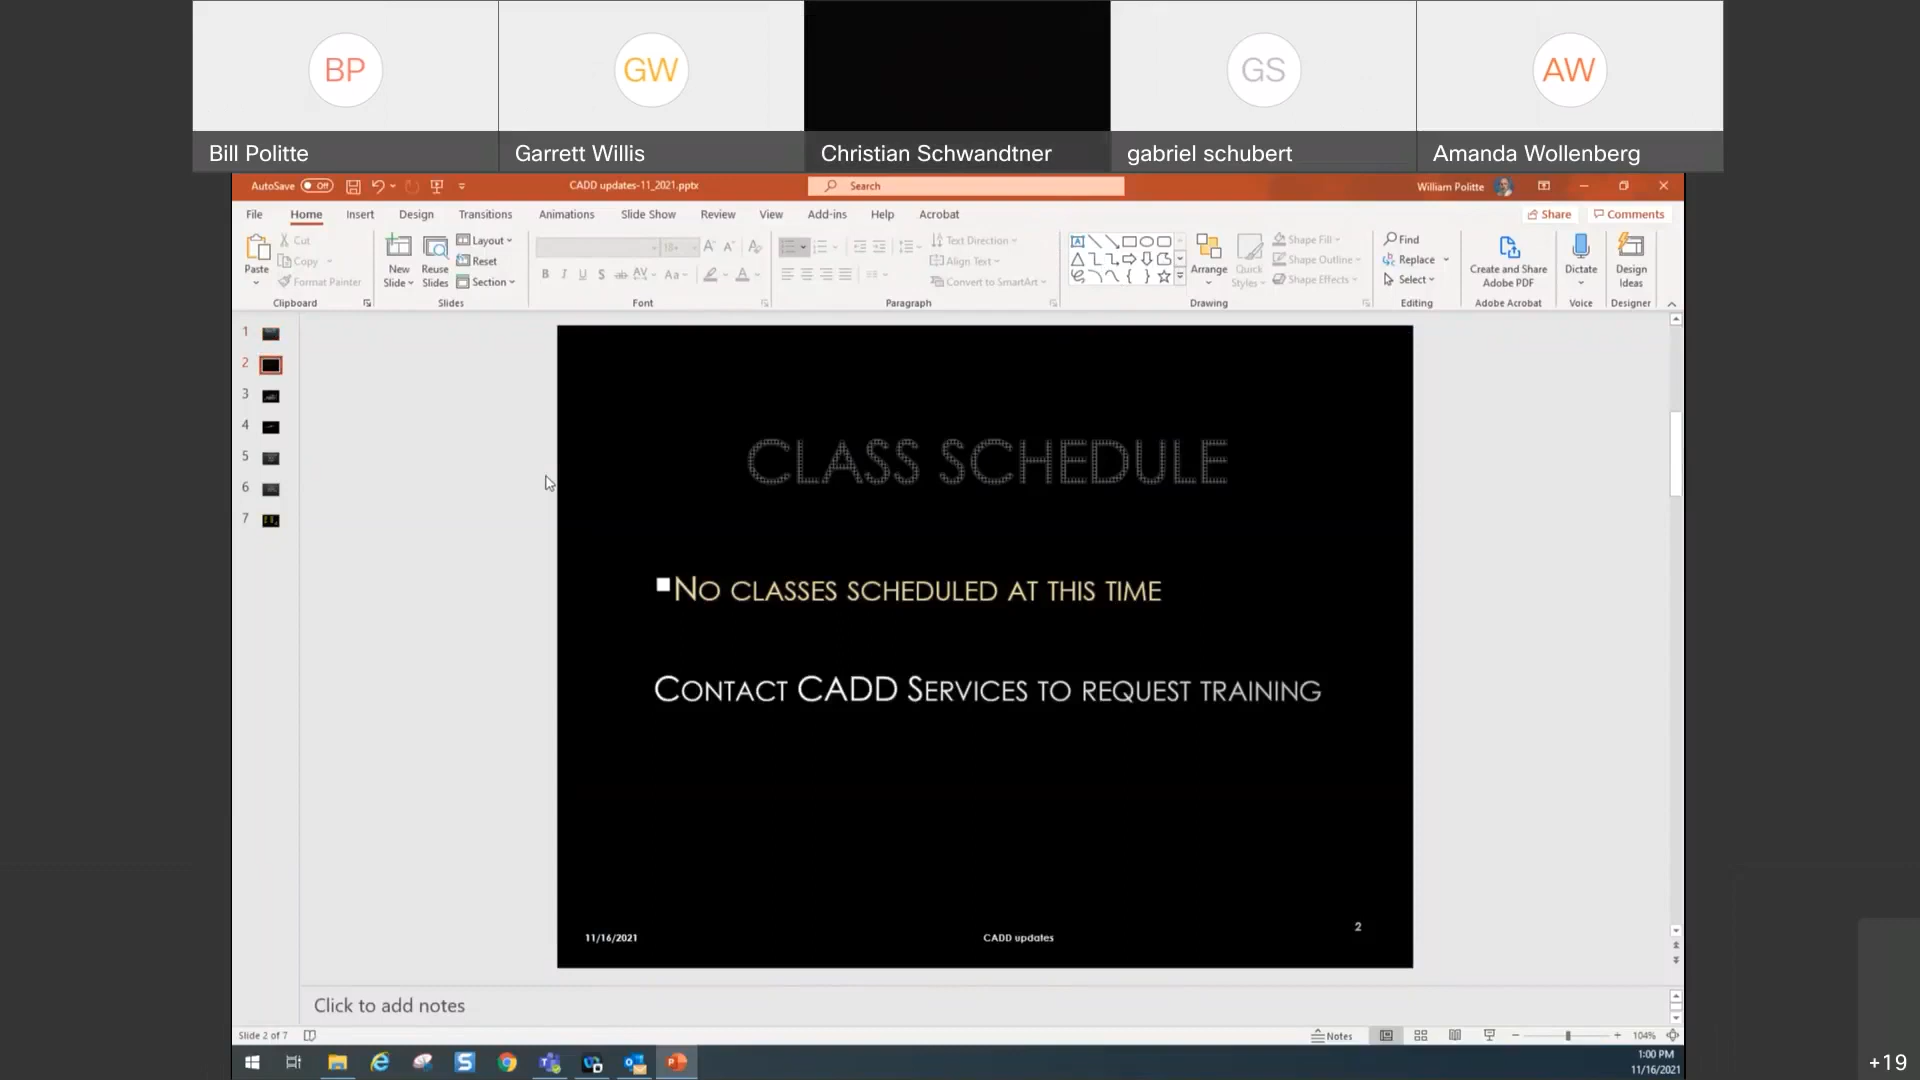 BP
GW
GS
AW
Bill Politte
Garrett Willis
Christian Schwandtner
gabriel schubert
Amanda Wollenberg
AutoSave Off
CADD updates-11_2021.pptx
Search
William Politte
File Home Insert Design Transitions Animations Slide Show Review View Add-ins Help Acrobat
Share Comments
Paste
Cut
Copy
Format Painter
Clipboard
New Slide
Reuse Slides
Layout
Reset
Section
Slides
18+
B I U S ab AV Aa A
Font
Text Direction
Align Text
Convert to SmartArt
Paragraph
Arrange
Quick Styles
Shape Fill
Shape Outline
Shape Effects
Drawing
Find
Replace
Select
Editing
Create and Share Adobe PDF
Adobe Acrobat
Dictate
Voice
Design Ideas
Designer
1
2
3
4
5
6
7
CLASS SCHEDULE
NO CLASSES SCHEDULED AT THIS TIME
CONTACT CADD SERVICES TO REQUEST TRAINING
11/16/2021
CADD updates
2
Click to add notes
Slide 2 of 7
Notes
104%
1:00 PM
11/16/2021
+19